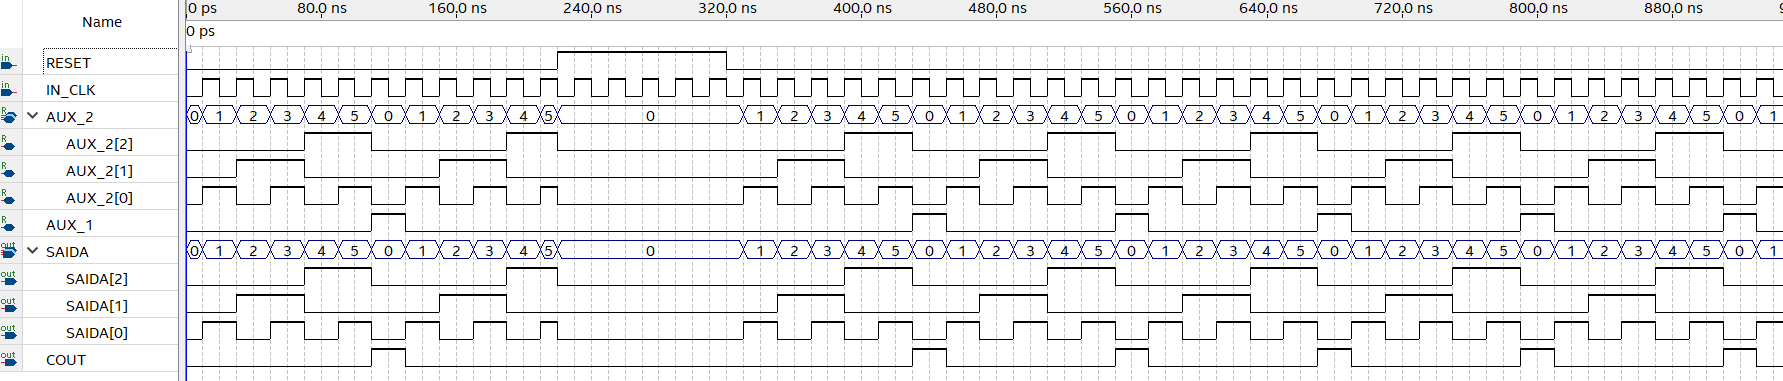 0 ps 80.0 ns 160.0 ns 240.0 ns 320.0 ns 400.0 ns 480.0 ns 560.0 ns 640.0 ns 720.0 ns 800.0 ns 880.0 ns
Name
0 ps
in RESET
in IN_CLK
R AUX_2 0 1 2 3 4 5 0 1 2 3 4 5 0 1 2 3 4 5 0 1 2 3 4 5 0 1 2 3 4 5 0 1 2 3 4 5 0 1 2 3 4 5 0 1
R AUX_2[2]
R AUX_2[1]
R AUX_2[0]
R AUX_1
out SAIDA 0 1 2 3 4 5 0 1 2 3 4 5 0 1 2 3 4 5 0 1 2 3 4 5 0 1 2 3 4 5 0 1 2 3 4 5 0 1 2 3 4 5 0 1
out SAIDA[2]
out SAIDA[1]
out SAIDA[0]
out COUT